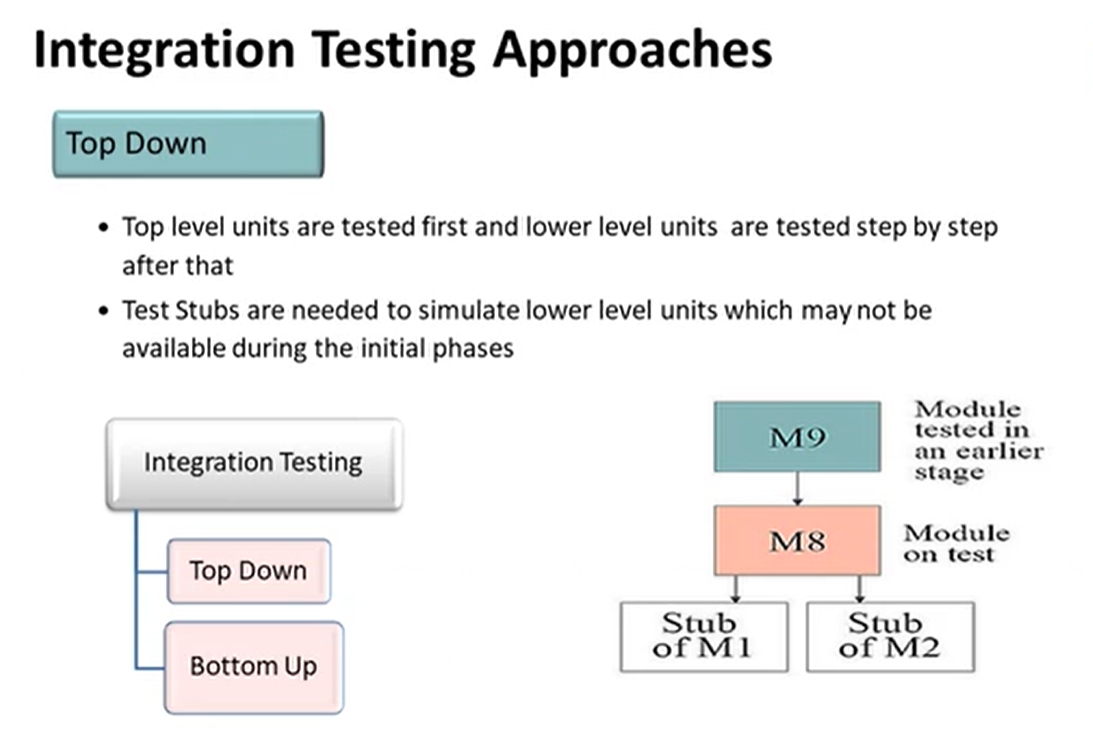 Integration Testing Approaches
Top Down
• Top level units are tested first and lower level units are tested step by step
after that
• Test Stubs are needed to simulate lower level units which may not be
available during the initial phases
Integration Testing
Top Down
Bottom Up
M9
Module
tested in
an earlier
stage
M8
Module
on test
Stub
of M1
Stub
of M2